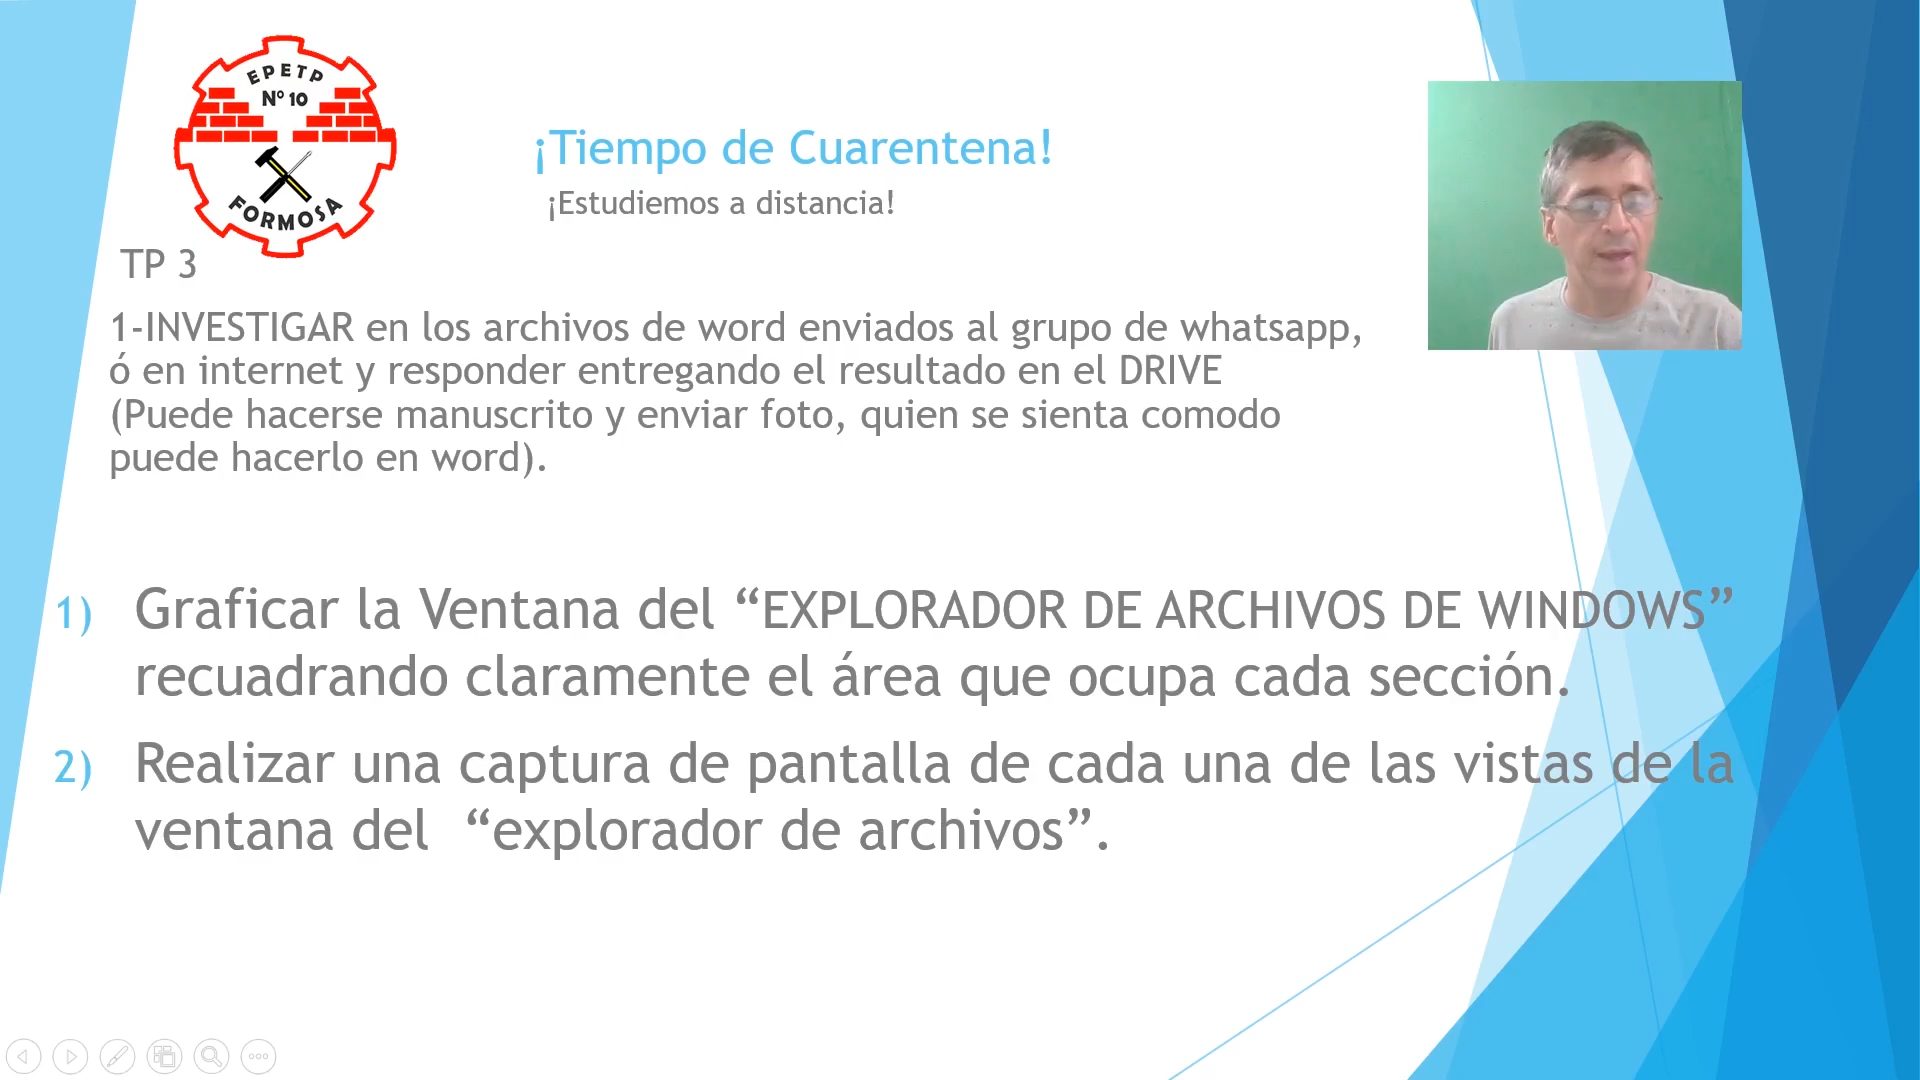 EPETP
Nº 10
FORMOSA
¡Tiempo de Cuarentena!
¡Estudiemos a distancia!
TP 3
1-INVESTIGAR en los archivos de word enviados al grupo de whatsapp,
ó en internet y responder entregando el resultado en el DRIVE
(Puede hacerse manuscrito y enviar foto, quien se sienta comodo
puede hacerlo en word).
1) Graficar la Ventana del “EXPLORADOR DE ARCHIVOS DE WINDOWS”
recuadrando claramente el área que ocupa cada sección.
2) Realizar una captura de pantalla de cada una de las vistas de la
ventana del “explorador de archivos”.